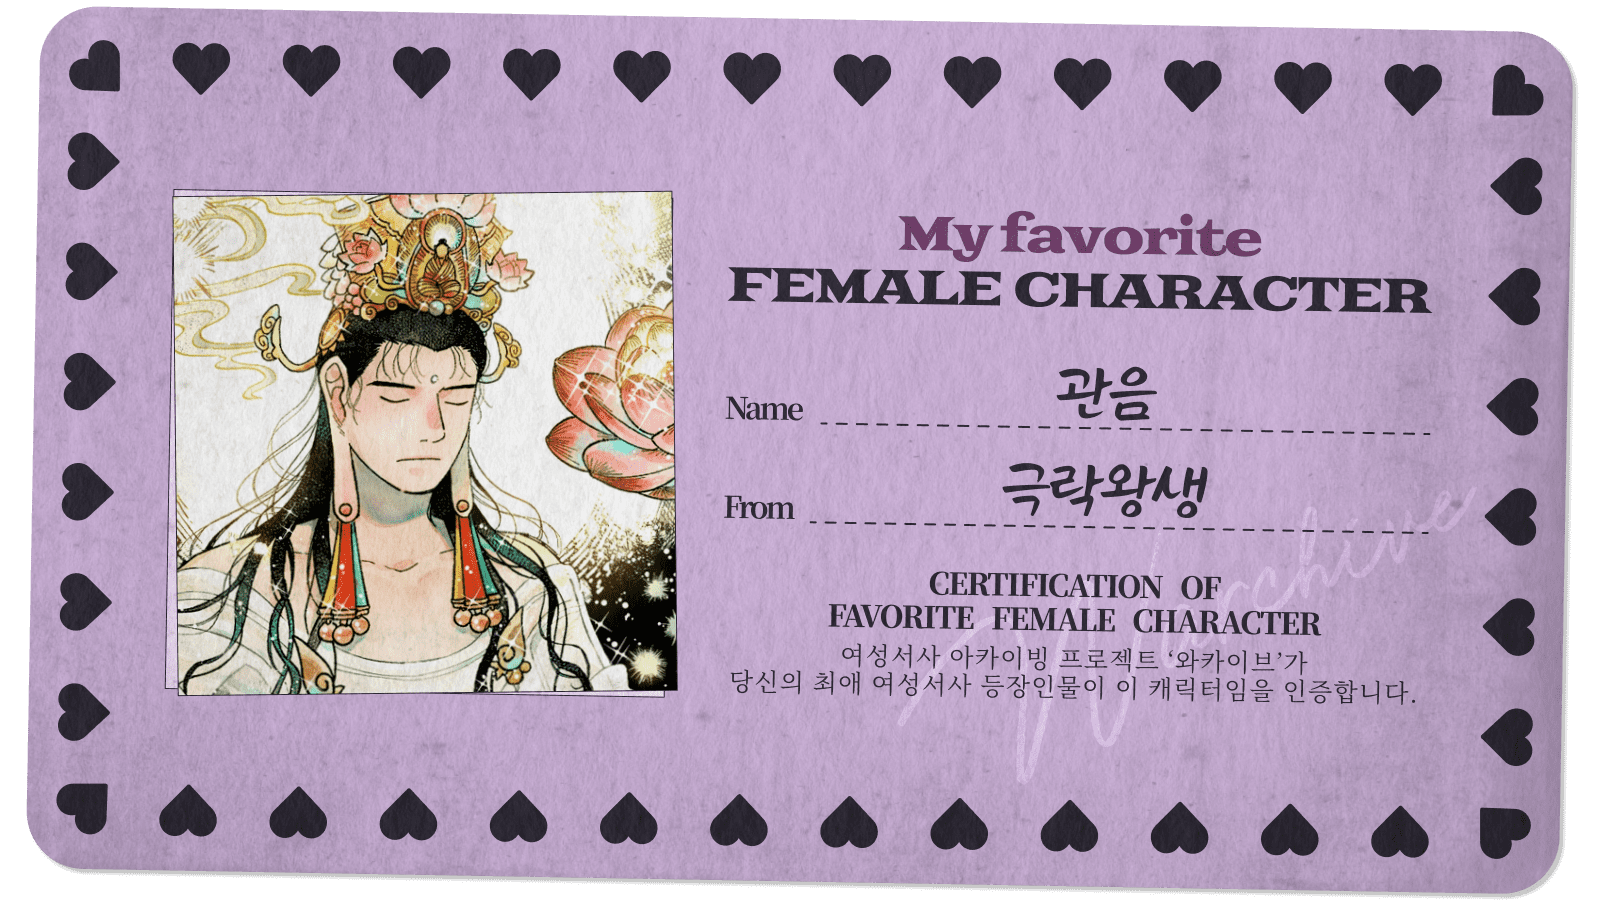 My favorite
FEMALE CHARACTER
Name 관음
From 극락왕생
CERTIFICATION OF
FAVORITE FEMALE CHARACTER
여성서사 아카이빙 프로젝트 ‘와카이브’가
당신의 최애 여성서사 등장인물이 이 캐릭터임을 인증합니다.
Warchive